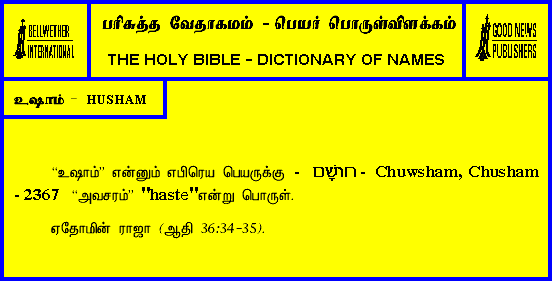 BELLWETHER
INTERNATIONAL
பரிசுத்த வேதாகமம் - பெயர் பொருள்விளக்கம்
THE HOLY BIBLE - DICTIONARY OF NAMES
GOOD NEWS
PUBLISHERS
உஷாம் - HUSHAM
“உஷாம்” என்னும் எபிரெய பெயருக்கு - חוּשָׁם - Chuwsham, Chusham
- 2367 “அவசரம்” "haste"என்று பொருள்.
ஏதோமின் ராஜா (ஆதி 36:34-35).